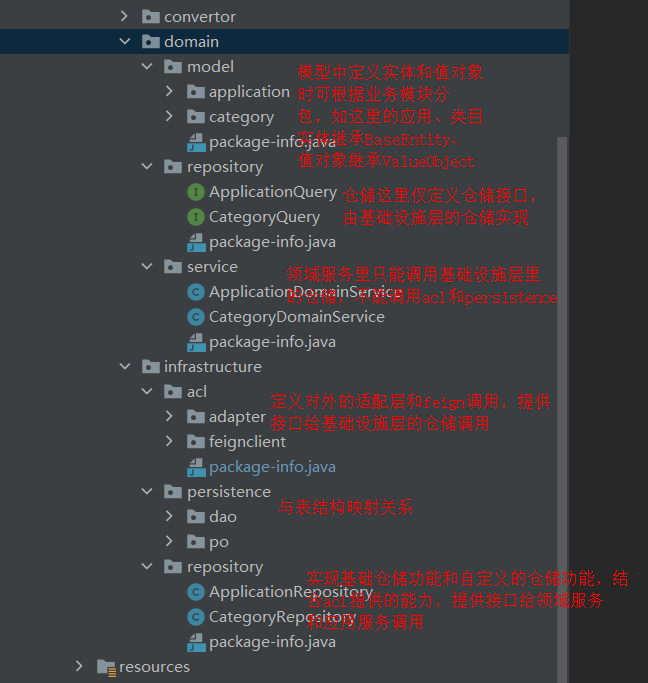 convertor
domain
model
模型中定义实体和值对象
application
时可根据业务模块分
category
包，如这里的应用、类目
package-info.java
实体继承BaseEntity，
repository
值对象继承ValueObject
ApplicationQuery
仓储这里仅定义仓储接口，
CategoryQuery
由基础设施层的仓储实现
package-info.java
service
领域服务里只能调用基础设施层里
ApplicationDomainService
的仓储，不能调用acl和persistence
CategoryDomainService
package-info.java
infrastructure
acl
定义对外的适配层和feign调用，提供
adapter
接口给基础设施层的仓储调用
feignclient
package-info.java
persistence
与表结构映射关系
dao
po
repository
实现基础仓储功能和自定义的仓储功能，结
ApplicationRepository
合acl提供的能力，提供接口给领域服务
CategoryRepository
和应用服务调用
package-info.java
resources